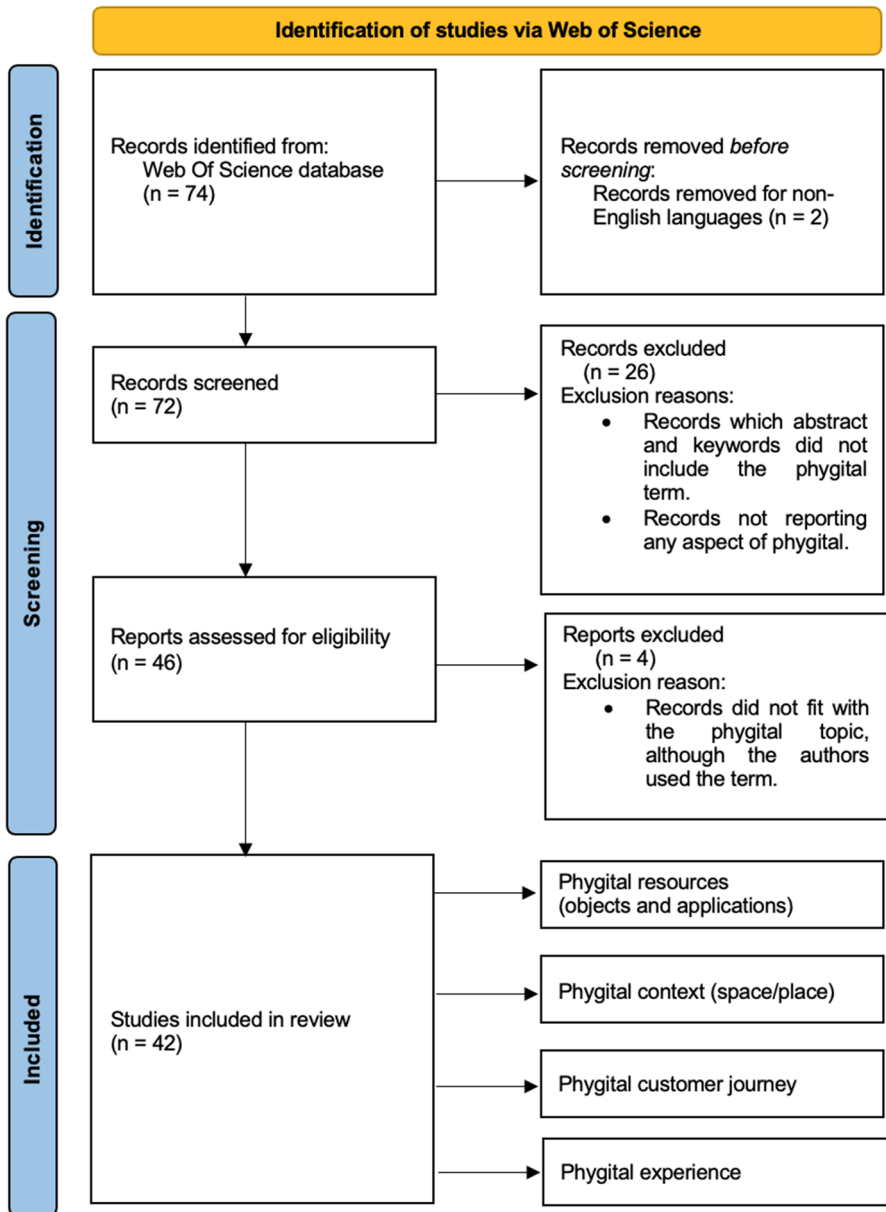 Identification of studies via Web of Science
Identification
Records identified from:
Web Of Science database
(n = 74)
Records removed before
screening:
Records removed for non-
English languages (n = 2)
Screening
Records screened
(n = 72)
Records excluded
(n = 26)
Exclusion reasons:
• Records which abstract
and keywords did not
include the phygital
term.
• Records not reporting
any aspect of phygital.
Reports assessed for eligibility
(n = 46)
Reports excluded
(n = 4)
Exclusion reason:
• Records did not fit with
the phygital topic,
although the authors
used the term.
Included
Studies included in review
(n = 42)
Phygital resources
(objects and applications)
Phygital context (space/place)
Phygital customer journey
Phygital experience